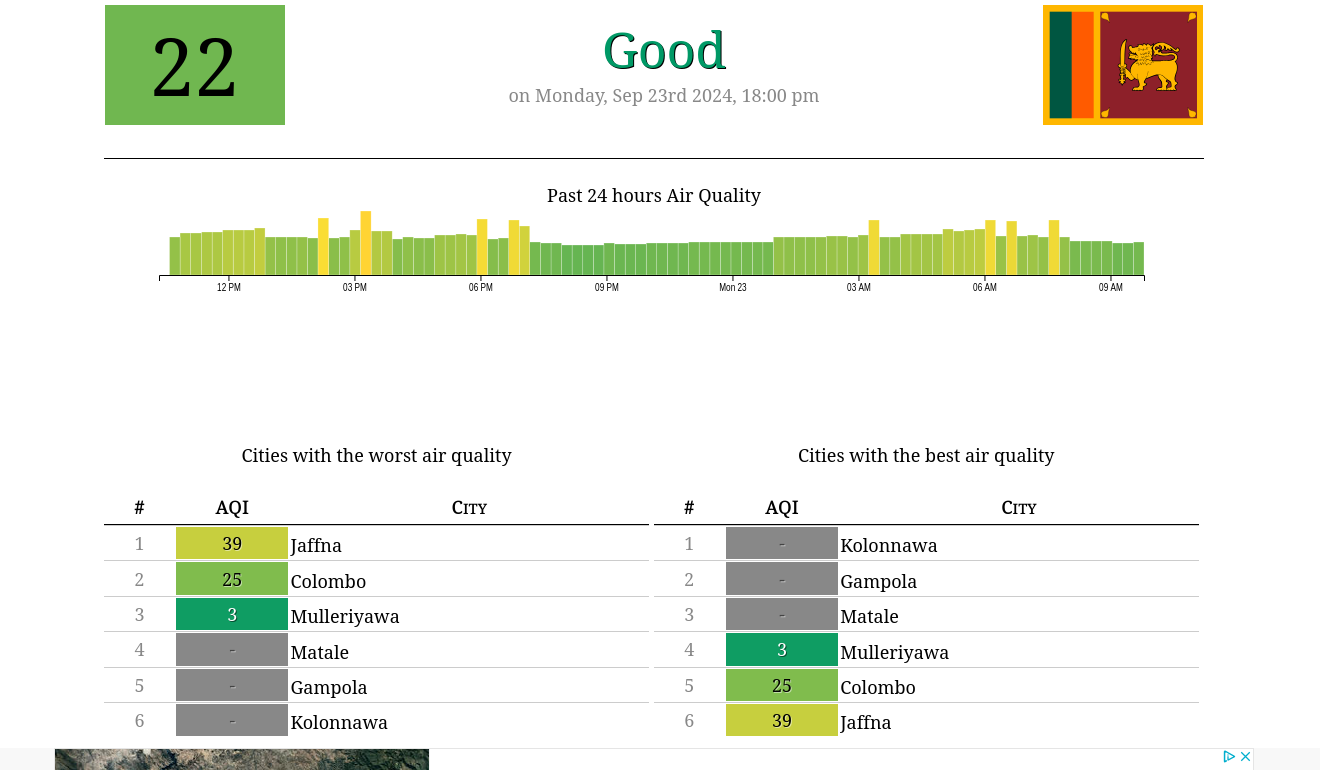 22
Good
on Monday, Sep 23rd 2024, 18:00 pm
Past 24 hours Air Quality
12 PM 03 PM 06 PM 09 PM Mon 23 03 AM 06 AM 09 AM
Cities with the worst air quality
# AQI City
1 39 Jaffna
2 25 Colombo
3 3 Mulleriyawa
4 - Matale
5 - Gampola
6 - Kolonnawa
Cities with the best air quality
# AQI City
1 - Kolonnawa
2 - Gampola
3 - Matale
4 3 Mulleriyawa
5 25 Colombo
6 39 Jaffna